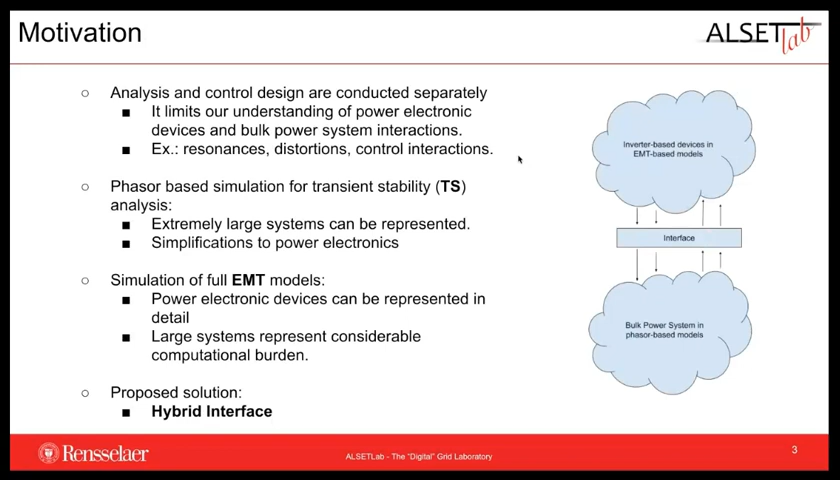 Motivation
ALSETLab
○ Analysis and control design are conducted separately
■ It limits our understanding of power electronic
devices and bulk power system interactions.
■ Ex.: resonances, distortions, control interactions.
○ Phasor based simulation for transient stability (TS)
analysis:
■ Extremely large systems can be represented.
■ Simplifications to power electronics
○ Simulation of full EMT models:
■ Power electronic devices can be represented in
detail
■ Large systems represent considerable
computational burden.
○ Proposed solution:
■ Hybrid Interface
Inverter-based devices in
EMT-based models
Interface
Bulk Power System in
phasor-based models
Rensselaer
ALSETLab - The "Digital" Grid Laboratory
3